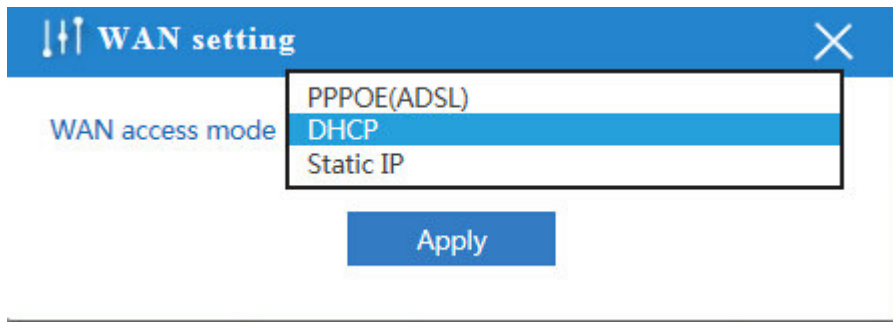 WAN setting
PPPOE(ADSL)
WAN access mode DHCP
Static IP
Apply